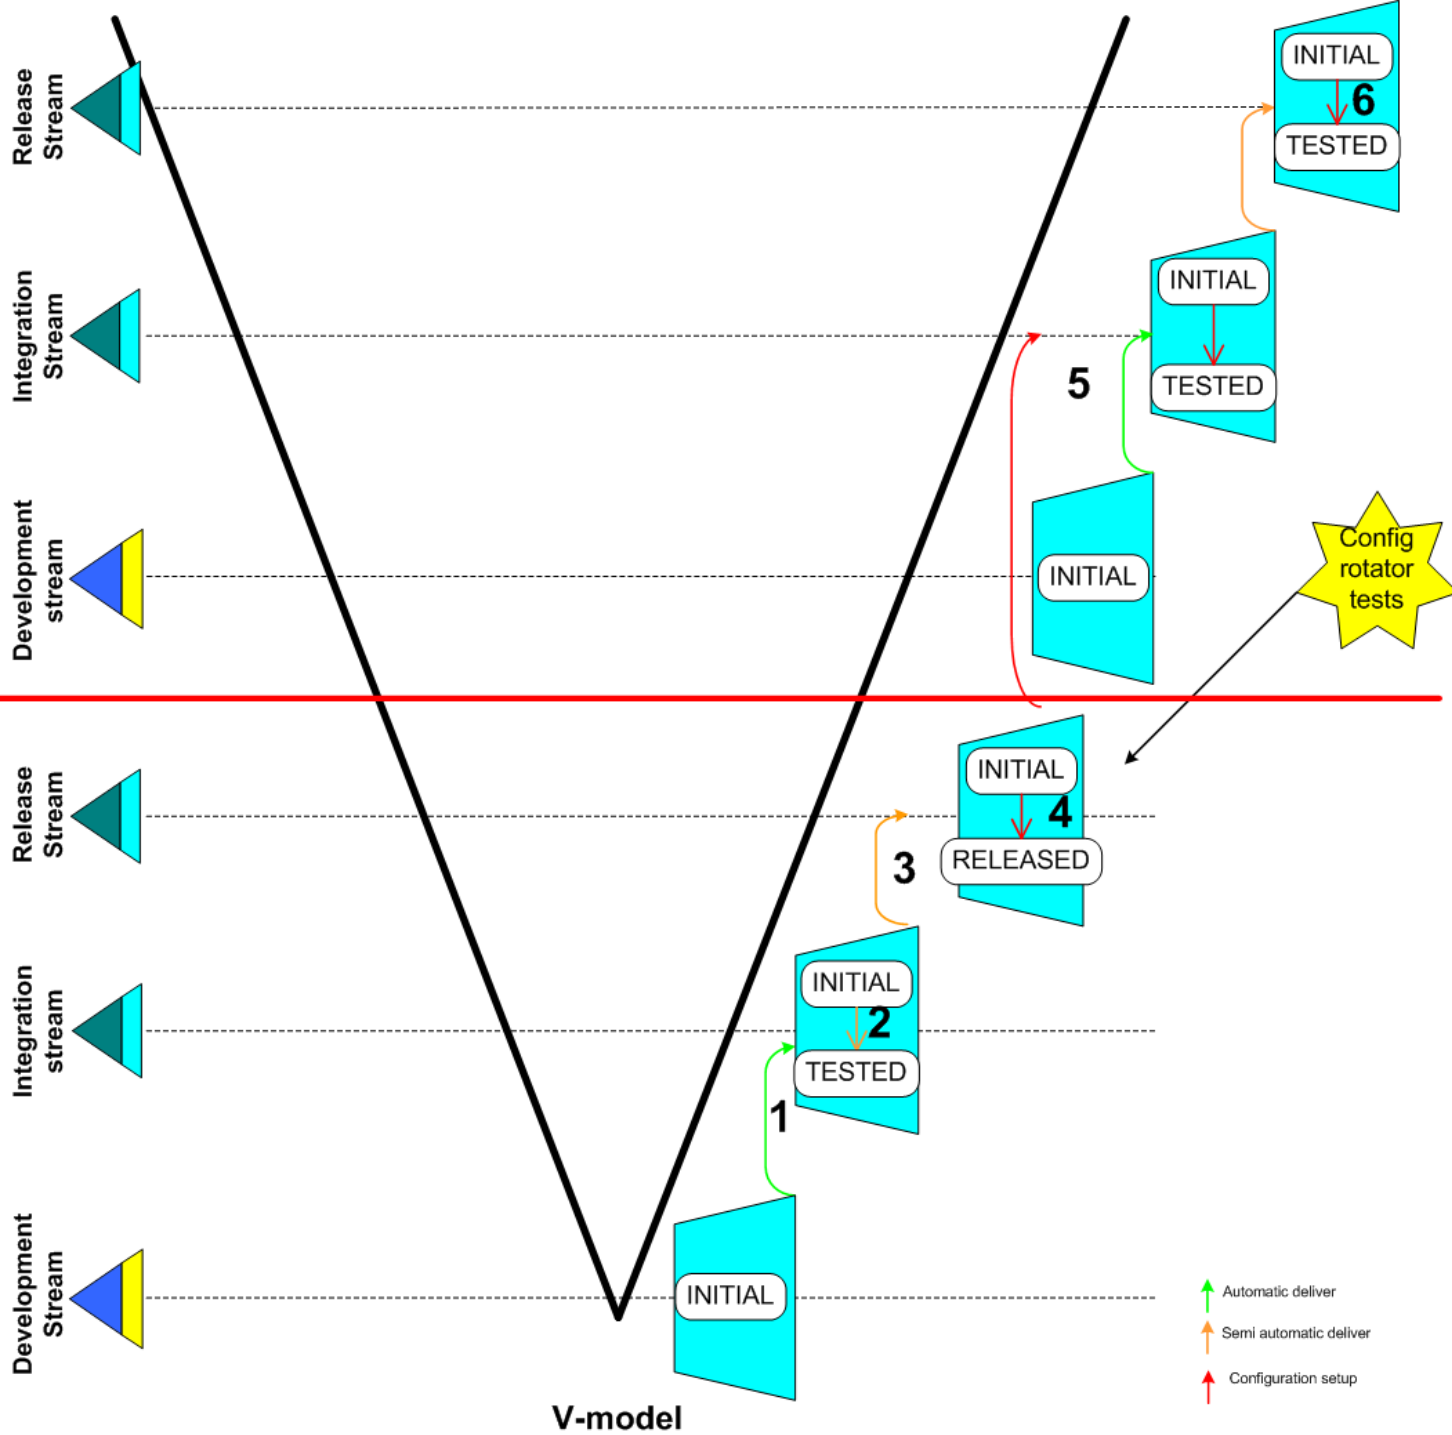 Release
Stream
INITIAL
6
TESTED
Integration
Stream
INITIAL
5
TESTED
Development
stream
INITIAL
Config
rotator
tests
Release
Stream
INITIAL
4
RELEASED
3
Integration
stream
INITIAL
2
TESTED
1
Development
Stream
INITIAL
Automatic deliver
Semi automatic deliver
Configuration setup
V-model